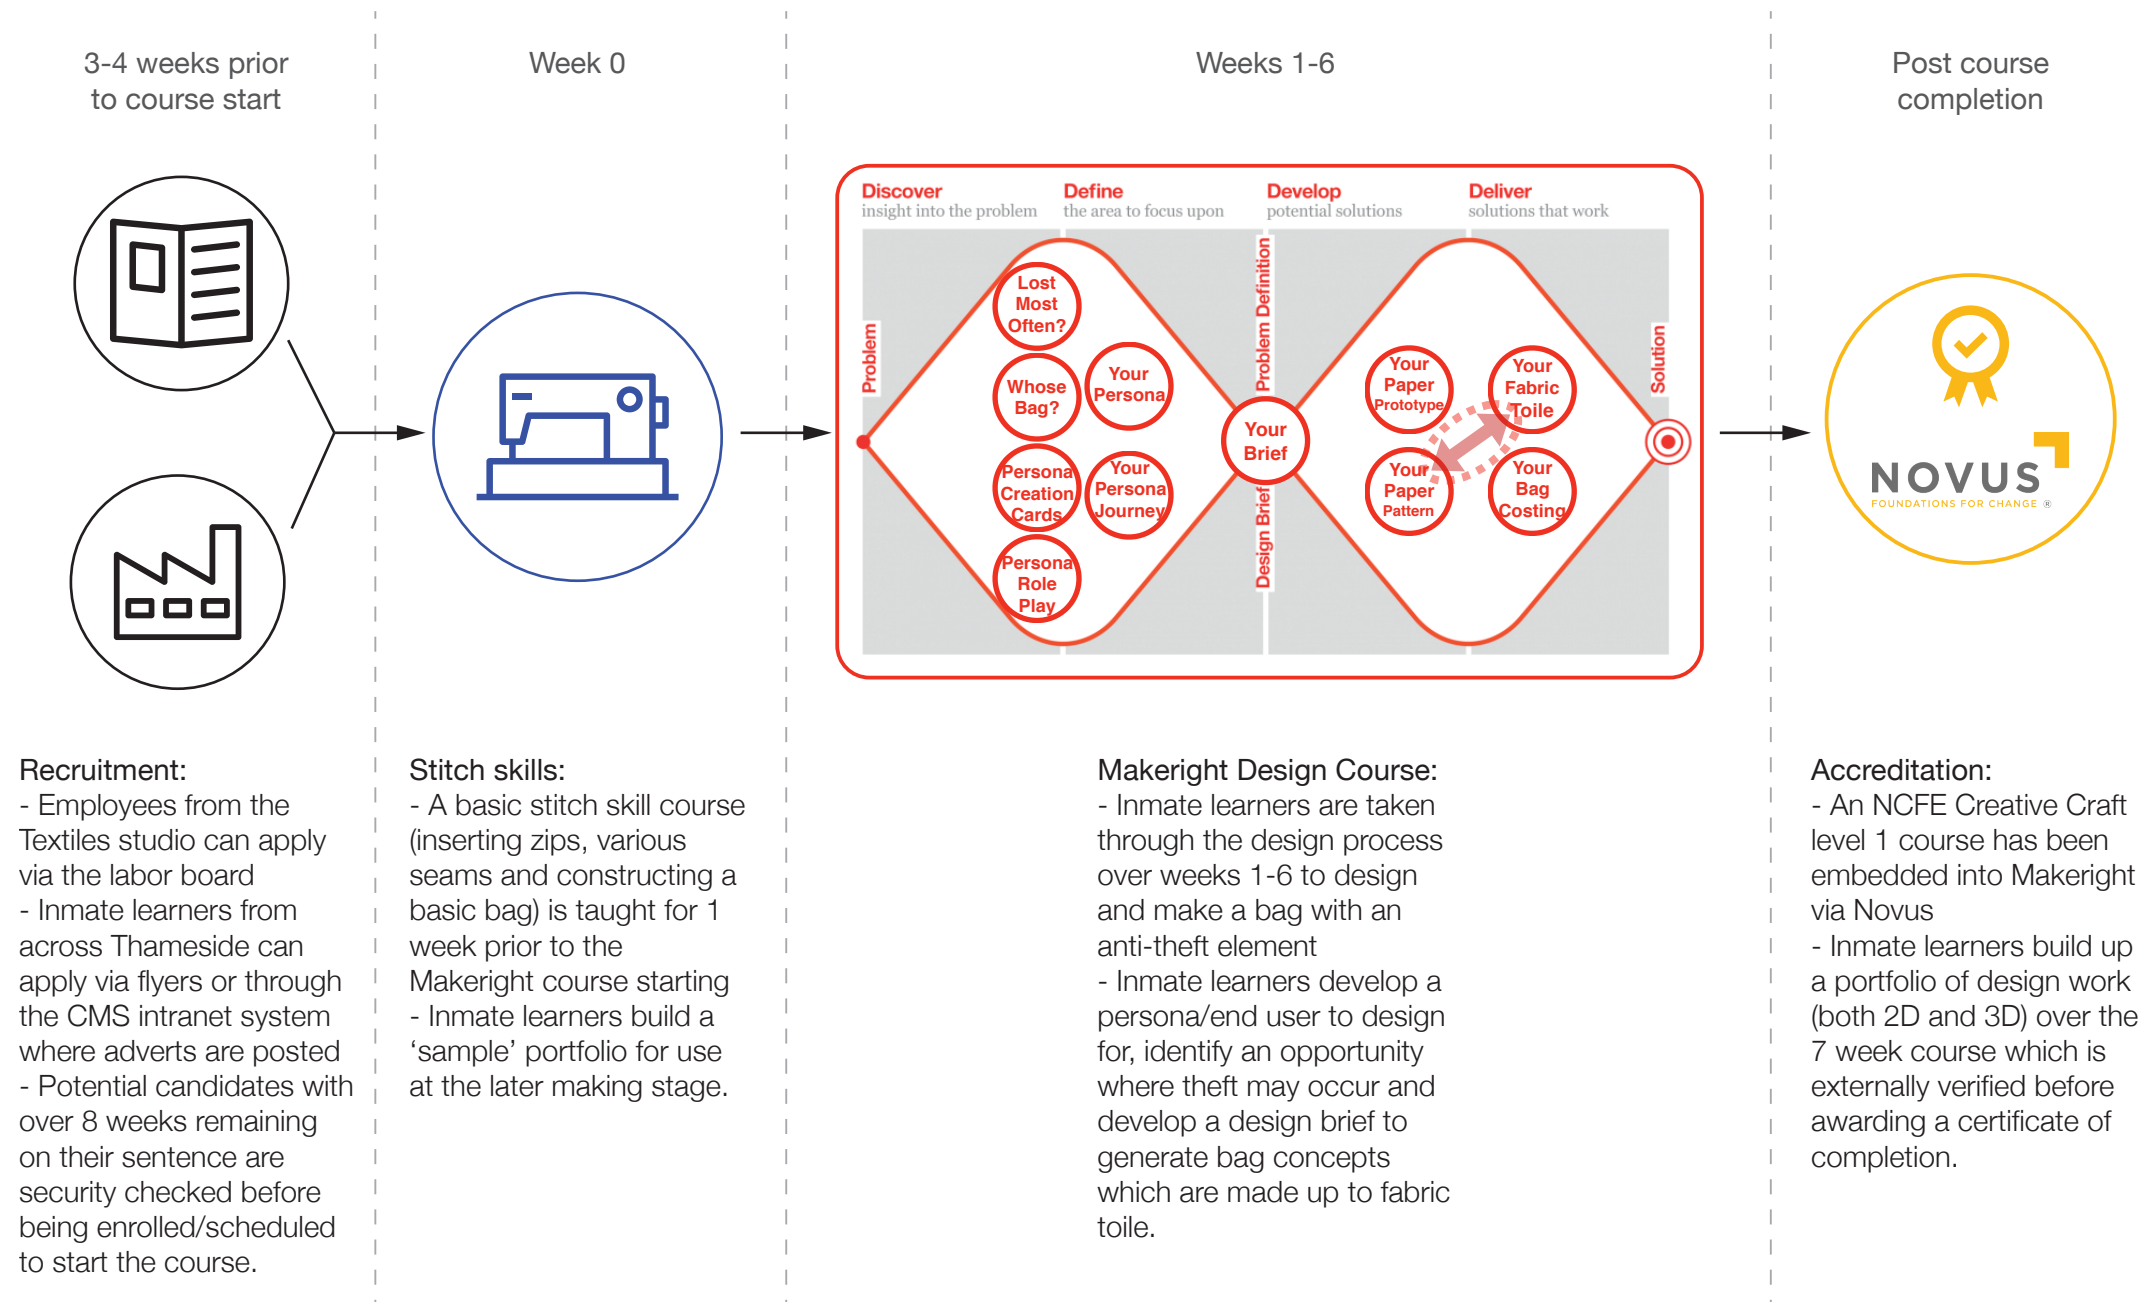 3-4 weeks prior
to course start
Week 0
Weeks 1-6
Post course
completion
Discover
insight into the problem
Define
the area to focus upon
Develop
potential solutions
Deliver
solutions that work
Problem
Lost
Most
Often?
Whose
Bag?
Persona
Creation
Cards
Persona
Role
Play
Your
Persona
Your
Persona
Journey
Problem Definition
Your
Brief
Design Brief
Your
Paper
Prototype
Your
Fabric
Toile
Your
Paper
Pattern
Your
Bag
Costing
Solution
NOVUS
FOUNDATIONS FOR CHANGE ®
Recruitment:
- Employees from the
Textiles studio can apply
via the labor board
- Inmate learners from
across Thameside can
apply via flyers or through
the CMS intranet system
where adverts are posted
- Potential candidates with
over 8 weeks remaining
on their sentence are
security checked before
being enrolled/scheduled
to start the course.
Stitch skills:
- A basic stitch skill course
(inserting zips, various
seams and constructing a
basic bag) is taught for 1
week prior to the
Makeright course starting
- Inmate learners build a
‘sample’ portfolio for use
at the later making stage.
Makeright Design Course:
- Inmate learners are taken
through the design process
over weeks 1-6 to design
and make a bag with an
anti-theft element
- Inmate learners develop a
persona/end user to design
for, identify an opportunity
where theft may occur and
develop a design brief to
generate bag concepts
which are made up to fabric
toile.
Accreditation:
- An NCFE Creative Craft
level 1 course has been
embedded into Makeright
via Novus
- Inmate learners build up
a portfolio of design work
(both 2D and 3D) over the
7 week course which is
externally verified before
awarding a certificate of
completion.